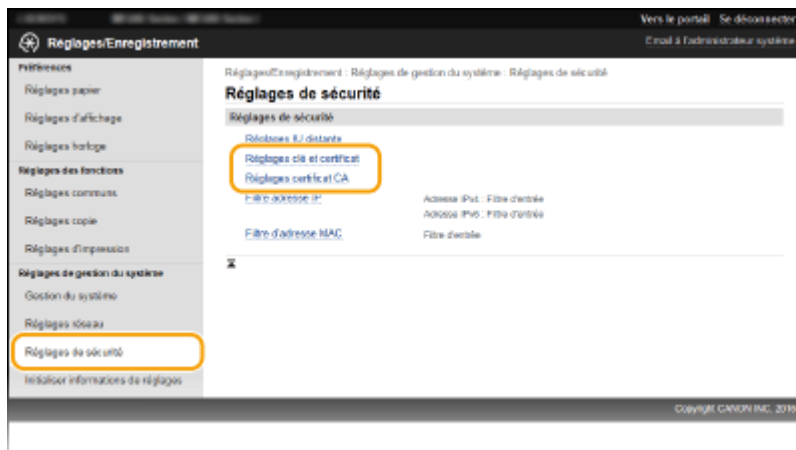 Vers le portail Se déconnecter
Réglages/Enregistrement
Email à l'administrateur système
Préférences
Réglages papier
Réglages d'affichage
Réglages horloge
Réglages des fonctions
Réglages communs
Réglages copie
Réglages d'impression
Réglages de gestion du système
Gestion du système
Réglages réseau
Réglages de sécurité
Initialiser informations de réglages
Réglages/Enregistrement : Réglages de gestion du système : Réglages de sécurité
Réglages de sécurité
Réglages de sécurité
Réglages IU distante
Réglages clé et certificat
Réglages certificat CA
Filtre adresse IP
Adresse IPv4 : Filtre d'entrée
Adresse IPv6 : Filtre d'entrée
Filtre d'adresse MAC
Filtre d'entrée
Copyright CANON INC. 2016